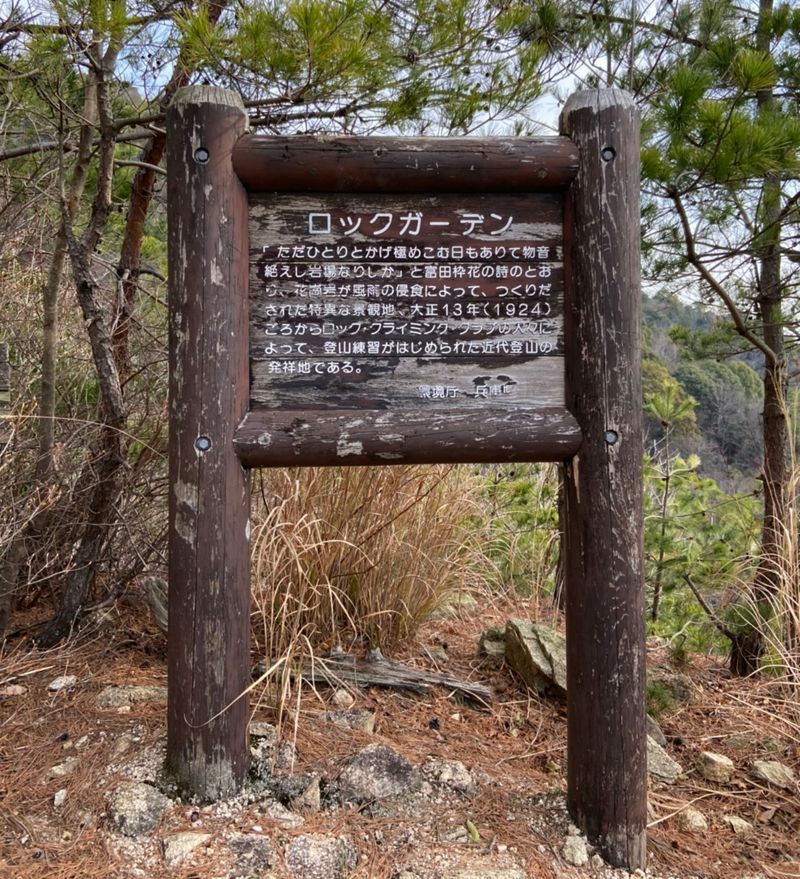 ロックガーデン
「ただひとりとかげ極めこむ日もありて物音
絶えし岩場なりしか」と富田砕花の詩のとお
り、花崗岩が風雨の侵食によって、つくりだ
された特異な景観地、大正13年(1924)
ころからロック・クライミング・クラブの人々に
よって、登山練習がはじめられた近代登山の
発祥地である。
環境庁 兵庫県